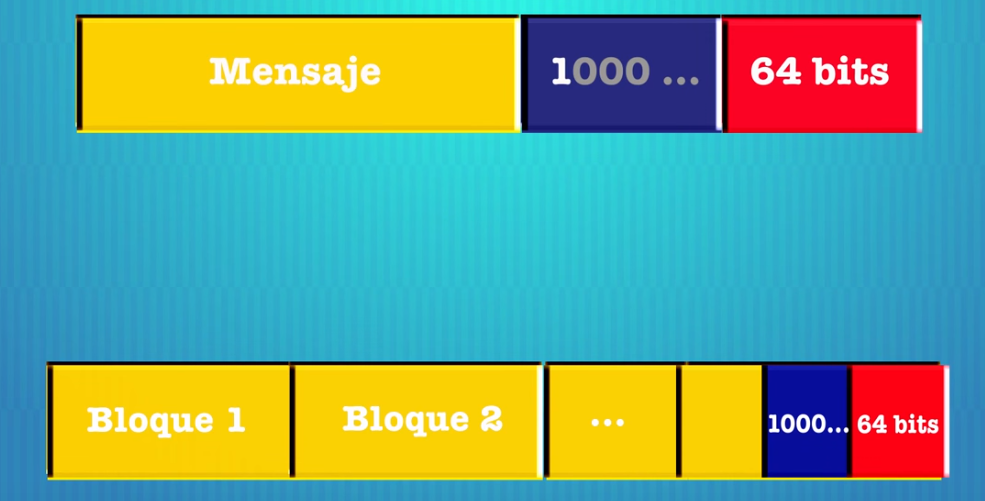 Mensaje 1000 ... 64 bits
Bloque 1 Bloque 2 ... 1000... 64 bits